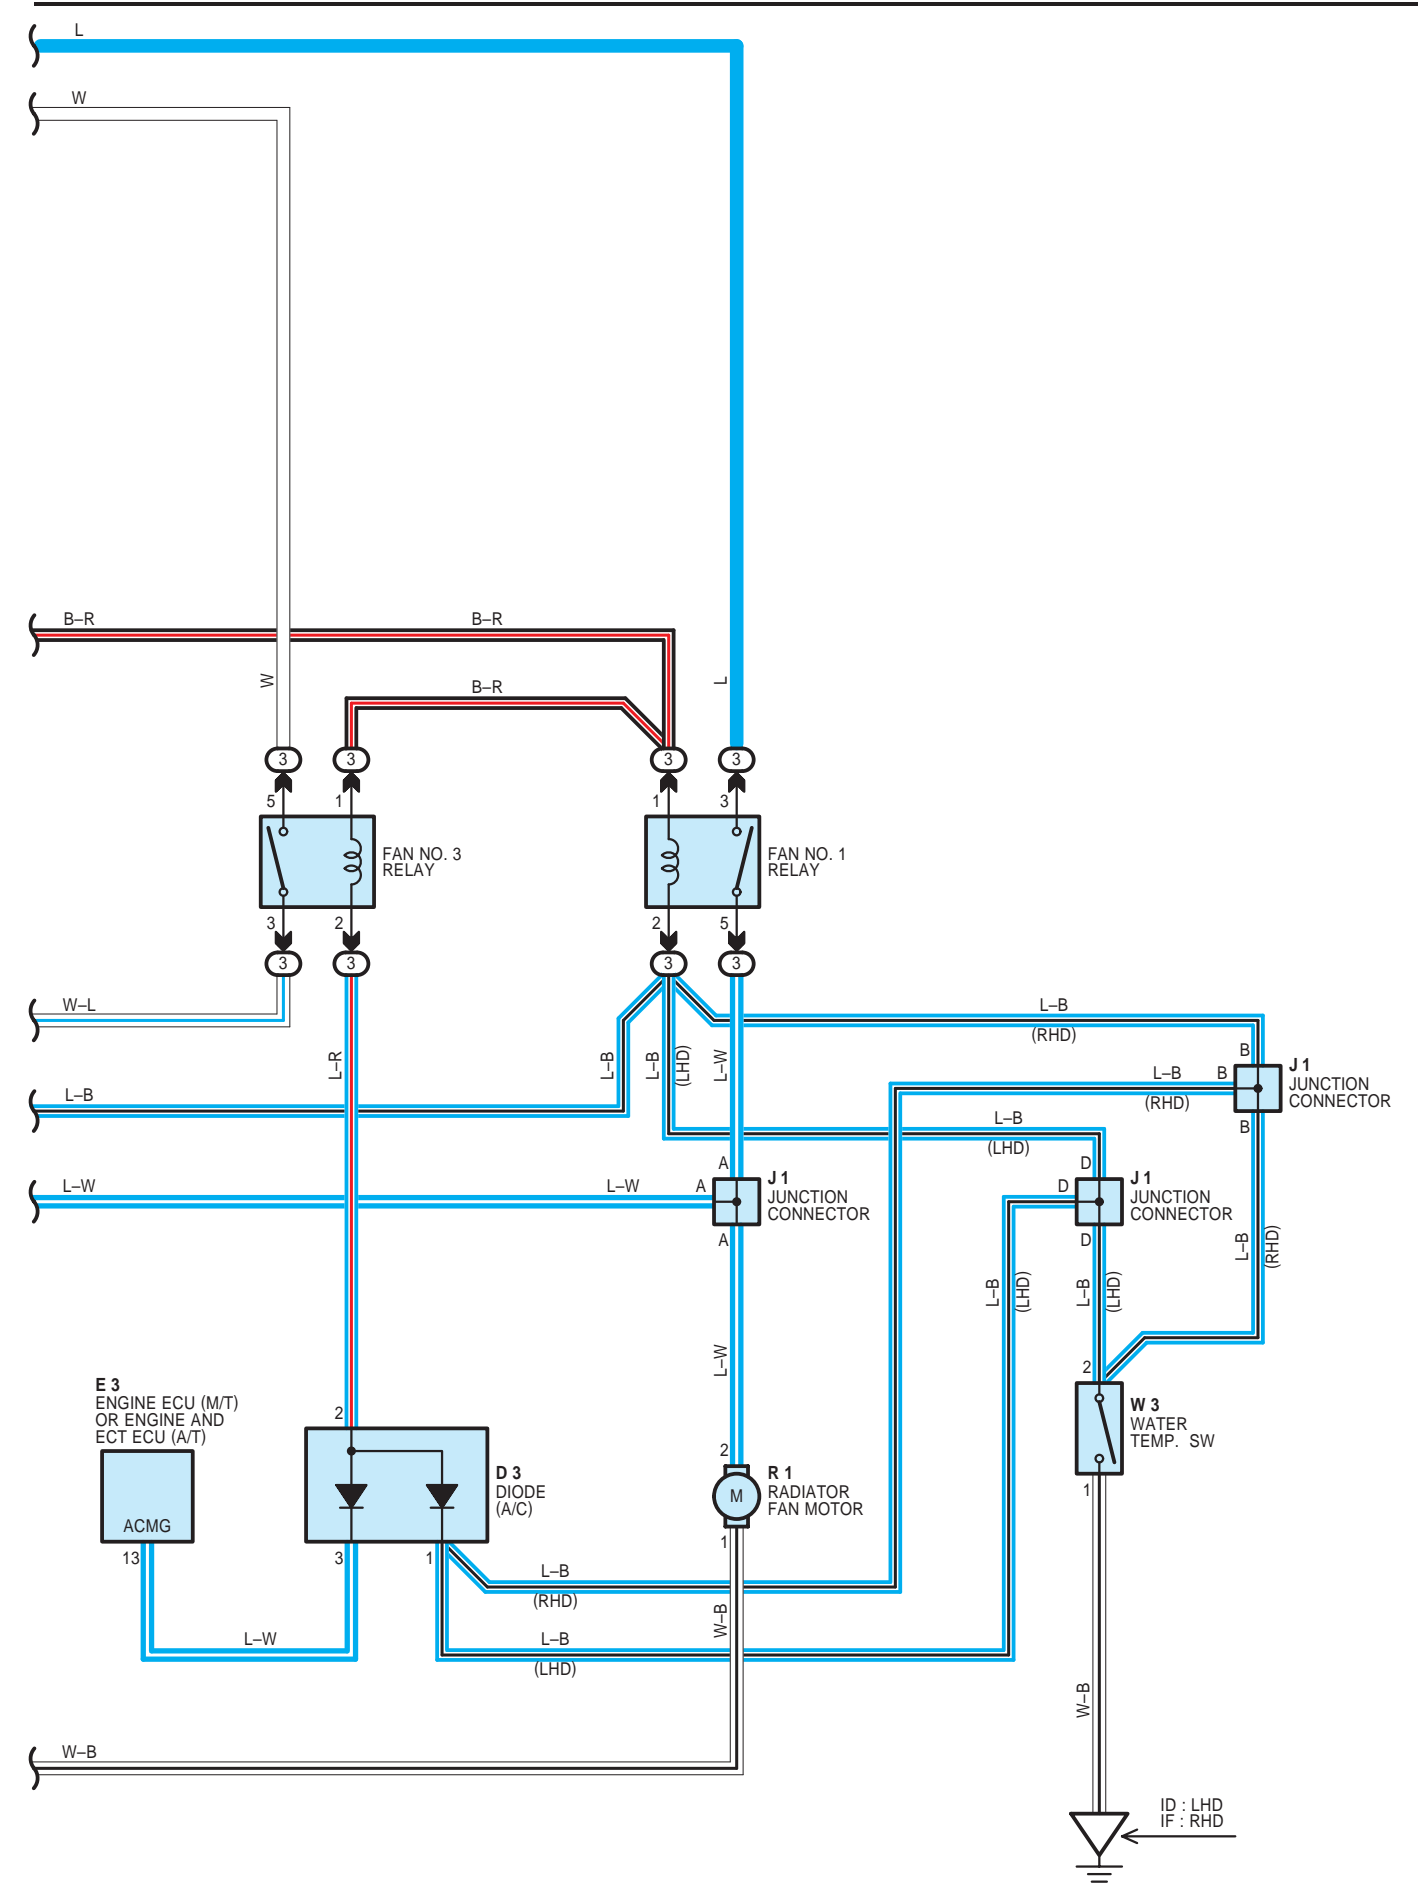 L
W
B–R
B–R
W
B–R
L
3
3
3
3
5
1
1
3
FAN NO. 3
RELAY
FAN NO. 1
RELAY
3
2
2
5
3
3
3
3
W–L
L–R
L–B
L–B
(LHD)
L–W
L–B
(RHD)
B
J 1
JUNCTION
CONNECTOR
L–B
(RHD)
B
B
L–B
L–B
(LHD)
L–W
L–W
A
A
A
J 1
JUNCTION
CONNECTOR
D
D
D
J 1
JUNCTION
CONNECTOR
L–B
(RHD)
L–B
(LHD)
L–B
(LHD)
L–W
2
E 3
ENGINE ECU (M/T)
OR ENGINE AND
ECT ECU (A/T)
ACMG
13
2
D 3
DIODE
(A/C)
3
1
2
R 1
RADIATOR
FAN MOTOR
M
1
W 3
WATER
TEMP. SW
1
L–B
(RHD)
W–B
L–W
L–B
(LHD)
W–B
W–B
ID : LHD
IF : RHD